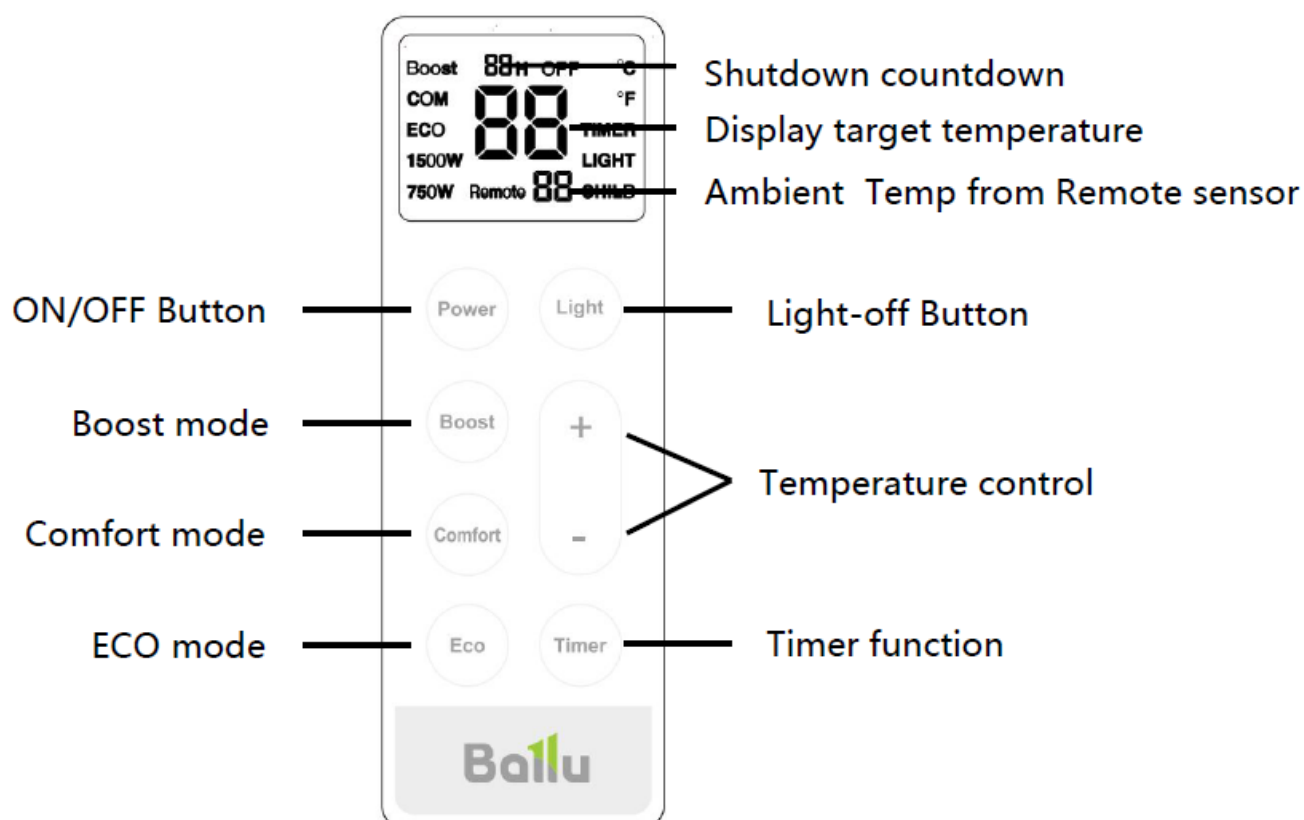 Boost 88H OFF °C
COM 88 °F
ECO TIMER
1500W LIGHT
750W Remote 88 CHILD
Shutdown countdown
Display target temperature
Ambient Temp from Remote sensor
ON/OFF Button
Power
Light
Light-off Button
Boost mode
Boost
+
Temperature control
Comfort mode
Comfort
-
ECO mode
Eco
Timer
Timer function
Ballu